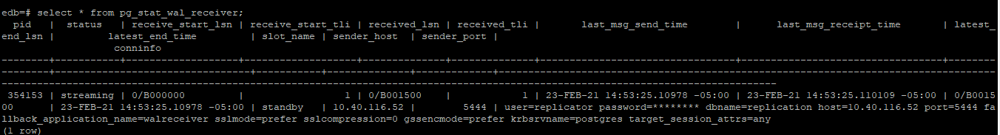 edb=# select * from pg_stat_wal_receiver;
pid | status | receive_start_lsn | receive_start_tli | received_lsn | received_tli | last_msg_send_time | last_msg_receipt_time | latest_
end_lsn | latest_end_time | slot_name | sender_host | sender_port |
conninfo
--------+-----------+-------------------+-------------------+--------------+--------------+----------------------------------+-----------------------------------+--------
--------+----------------------------------+-----------+--------------+-------------+-----------------------------------------------------------------------------------
-----------------------------------------------------------------------------------------------------------------------------------
354153 | streaming | 0/B000000 | 1 | 0/B001500 | 1 | 23-FEB-21 14:53:25.10978 -05:00 | 23-FEB-21 14:53:25.110109 -05:00 | 0/B0015
00 | 23-FEB-21 14:53:25.10978 -05:00 | standby | 10.40.116.52 | 5444 | user=replicator password=******** dbname=replication host=10.40.116.52 port=5444 fa
llback_application_name=walreceiver sslmode=prefer sslcompression=0 gssencmode=prefer krbsrvname=postgres target_session_attrs=any
(1 row)